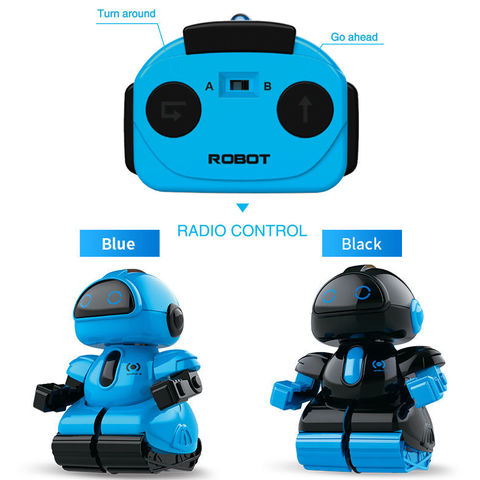 Turn around
Go ahead
A B
ROBOT
RADIO CONTROL
Blue
Black